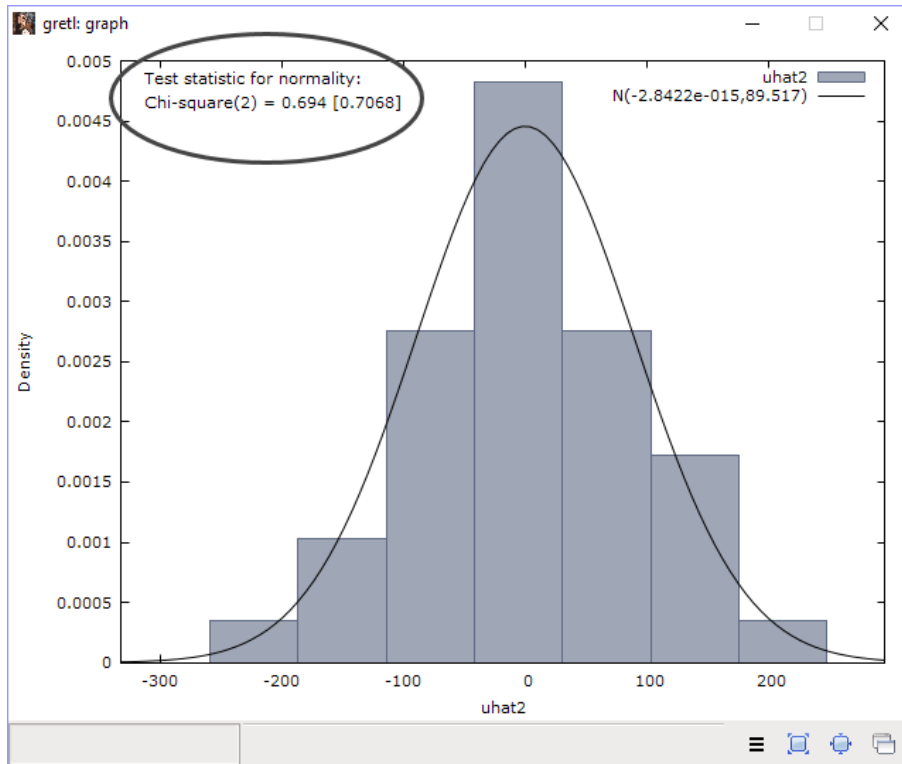 gretl: graph
Test statistic for normality:
Chi-square(2) = 0.694 [0.7068]
uhat2
N(-2.8422e-015,89.517)
0.005
0.0045
0.004
0.0035
0.003
0.0025
0.002
0.0015
0.001
0.0005
0
Density
-300
-200
-100
0
100
200
uhat2